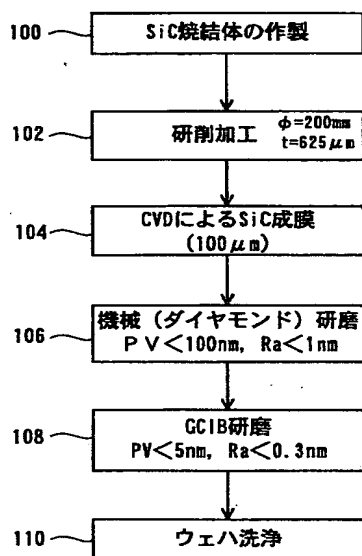 100
SiC焼結体の作製
102
研削加工 φ=200mm
t=625μm
104
CVDによるSiC成膜
(100μm)
106
機械(ダイヤモンド)研磨
PV<100nm, Ra<1nm
108
GCIB研磨
PV<5nm, Ra<0.3nm
110
ウェハ洗浄